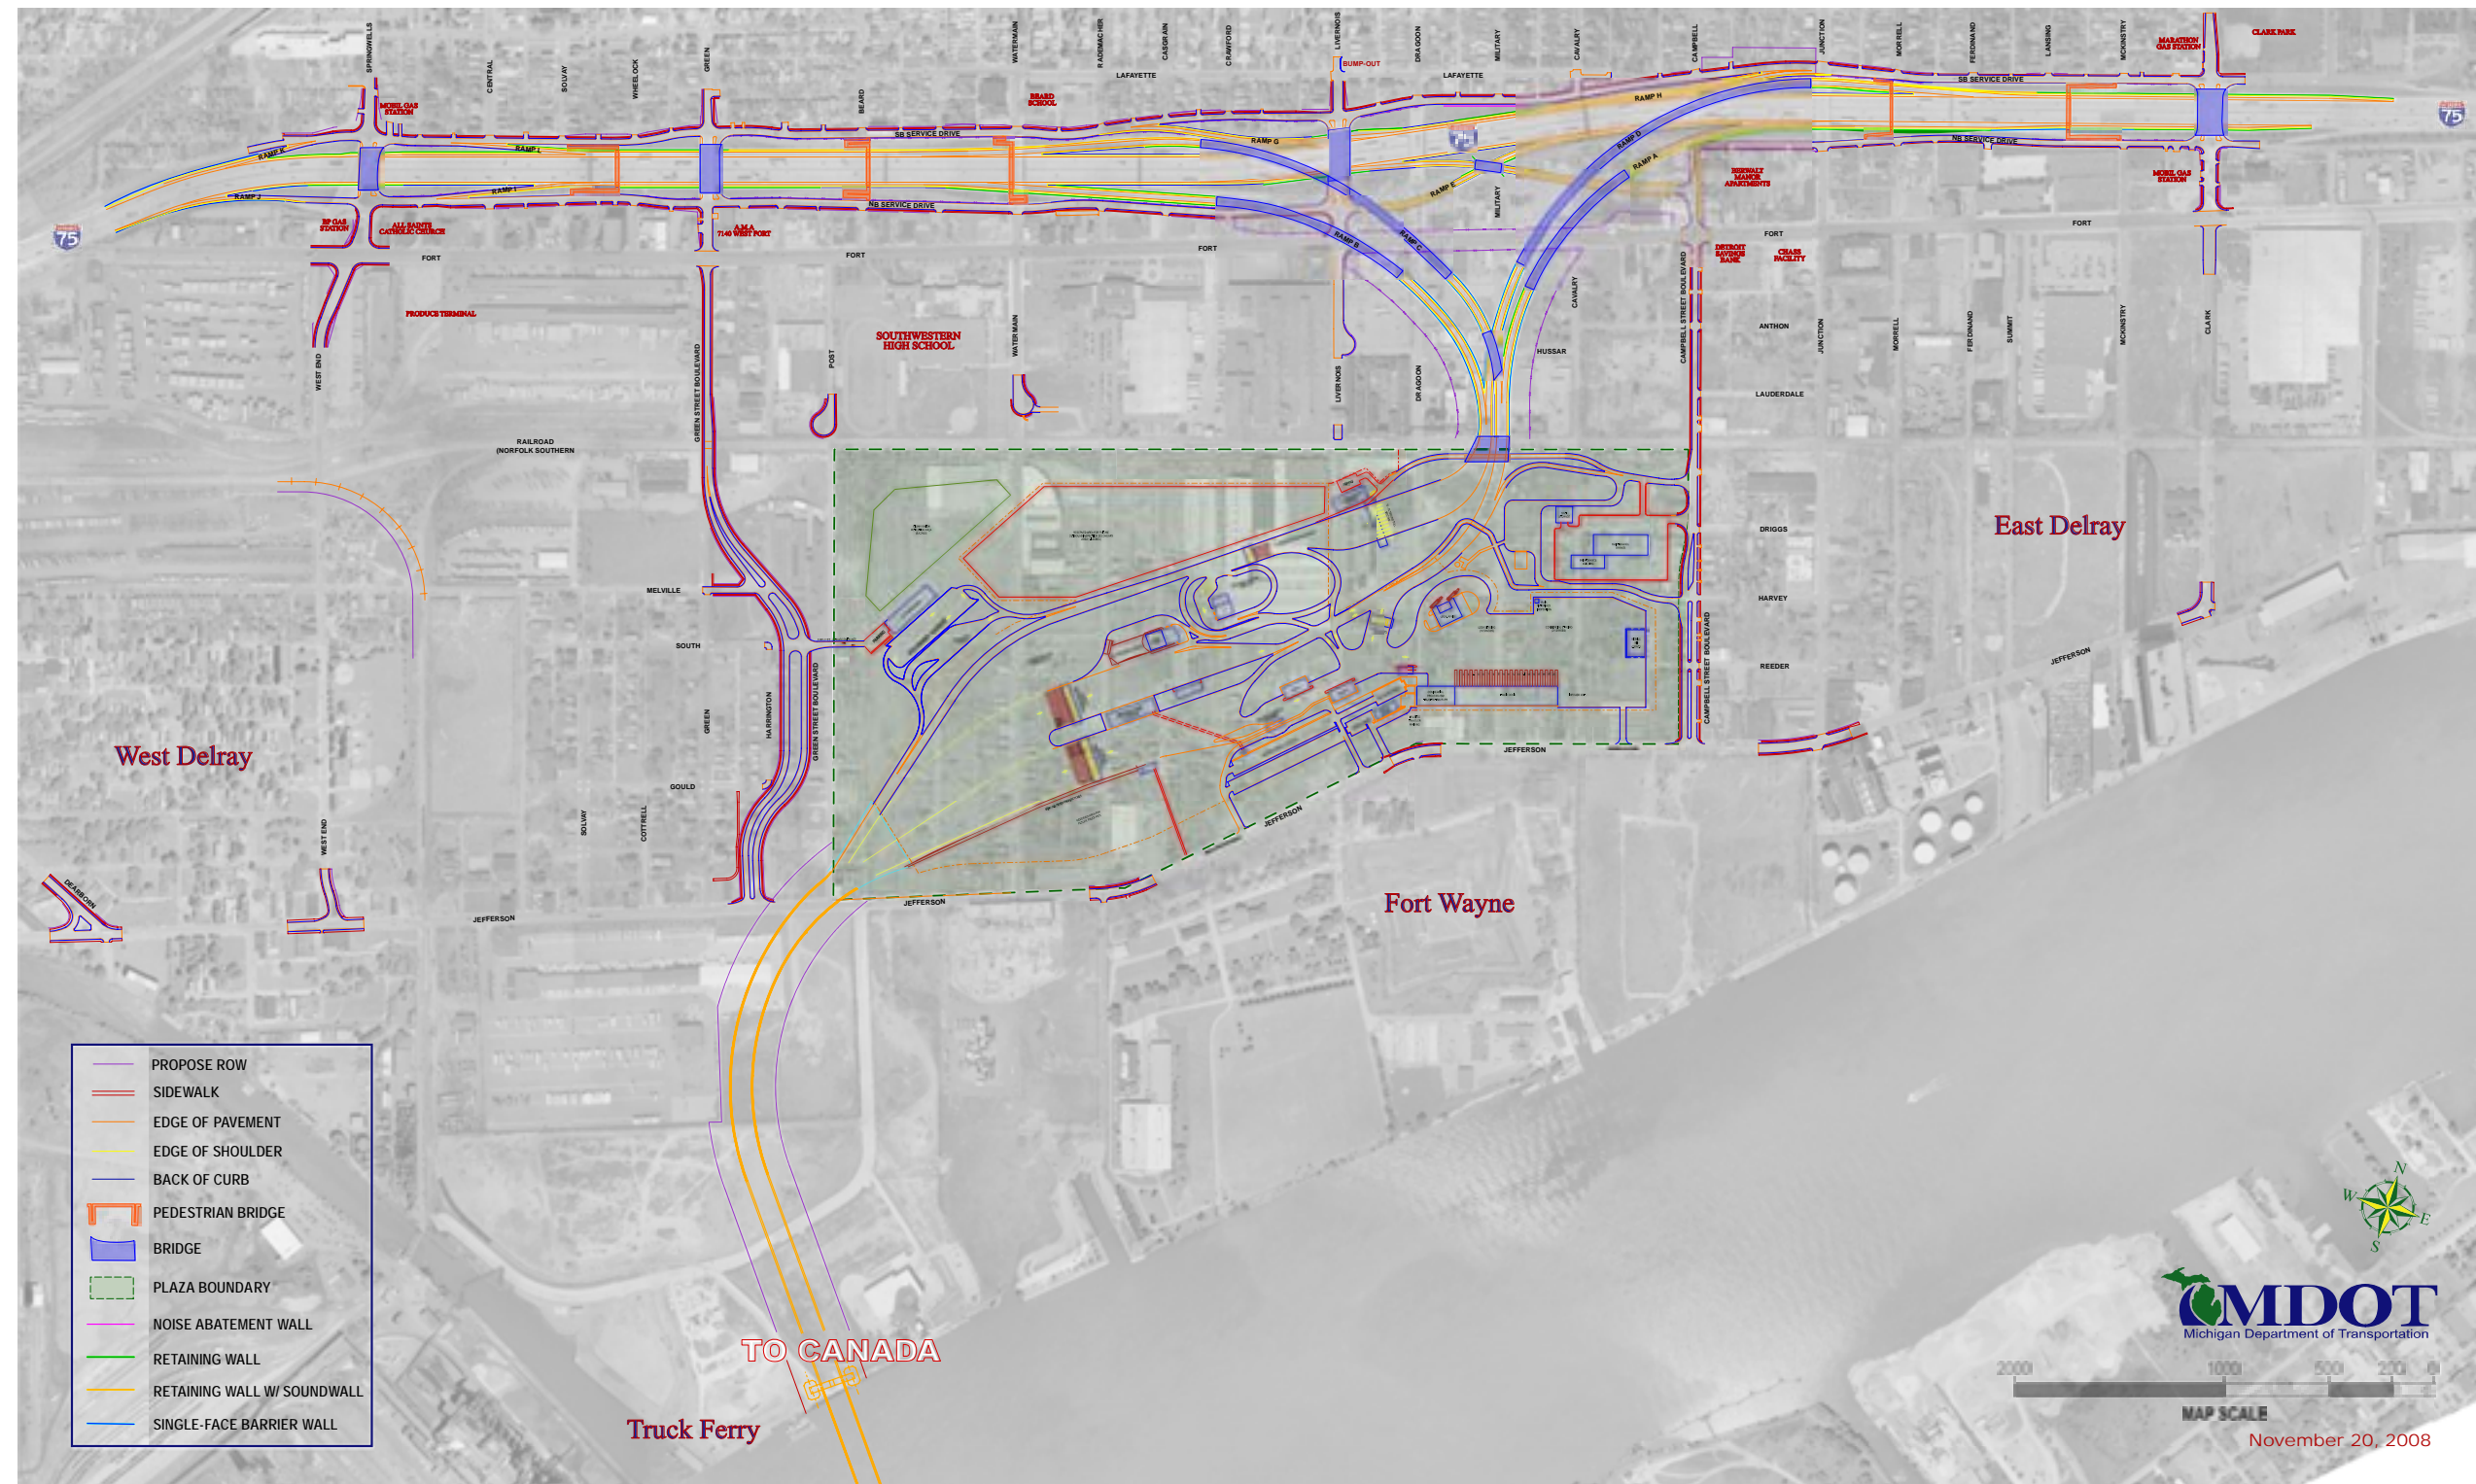 SPRINGWELLS
CENTRAL
SOLVAY
WHEELOCK
GREEN
BEARD
WATERMAIN
RADEMACHER
CASGRAIN
CRAWFORD
LIVERNOIS
DRAGOON
MILITARY
CAVALRY
CAMPBELL
JUNCTION
MORRELL
FERDINAND
LANSING
MCKINSTRY
MARATHON
GAS STATION
CLARK PARK
BUMP-OUT
LAFAYETTE
LAFAYETTE
MOBIL GAS
STATION
BEARD
SCHOOL
SB SERVICE DRIVE
SB SERVICE DRIVE
RAMP K
RAMP L
RAMP G
RAMP H
RAMP D
RAMP A
RAMP E
RAMP J
RAMP I
RAMP B
RAMP C
NB SERVICE DRIVE
NB SERVICE DRIVE
75
75
MILITARY
BERWALT
MANOR
APARTMENTS
MOBIL GAS
STATION
BP GAS
STATION
ALL SAINTS
CATHOLIC CHURCH
A.M.A
7140 WEST FORT
FORT
FORT
FORT
FORT
FORT
DETROIT
SAVINGS
BANK
CHASS
FACILITY
PRODUCE TERMINAL
SOUTHWESTERN
HIGH SCHOOL
WEST END
GREEN STREET BOULEVARD
POST
WATERMAIN
LIVERNOIS
DRAGOON
HUSSAR
CAVALRY
CAMPBELL STREET BOULEVARD
ANTHON
LAUDERDALE
JUNCTION
MORRELL
FERDINAND
SUMMIT
MCKINSTRY
CLARK
RAILROAD
(NORFOLK SOUTHERN
DRIGGS
East Delray
MELVILLE
HARVEY
SOUTH
REEDER
JEFFERSON
GREEN
HARRINGTON
GREEN STREET BOULEVARD
CAMPBELL STREET BOULEVARD
West Delray
JEFFERSON
GOULD
SOLVAY
COTTRELL
WEST END
JEFFERSON
DEARBORN
JEFFERSON
JEFFERSON
Fort Wayne
PROPOSE ROW
SIDEWALK
EDGE OF PAVEMENT
EDGE OF SHOULDER
BACK OF CURB
PEDESTRIAN BRIDGE
BRIDGE
PLAZA BOUNDARY
NOISE ABATEMENT WALL
RETAINING WALL
RETAINING WALL W/ SOUNDWALL
SINGLE-FACE BARRIER WALL
TO CANADA
Truck Ferry
N
W
E
S
MDOT
Michigan Department of Transportation
2000 1000 500 200 0
MAP SCALE
November 20, 2008